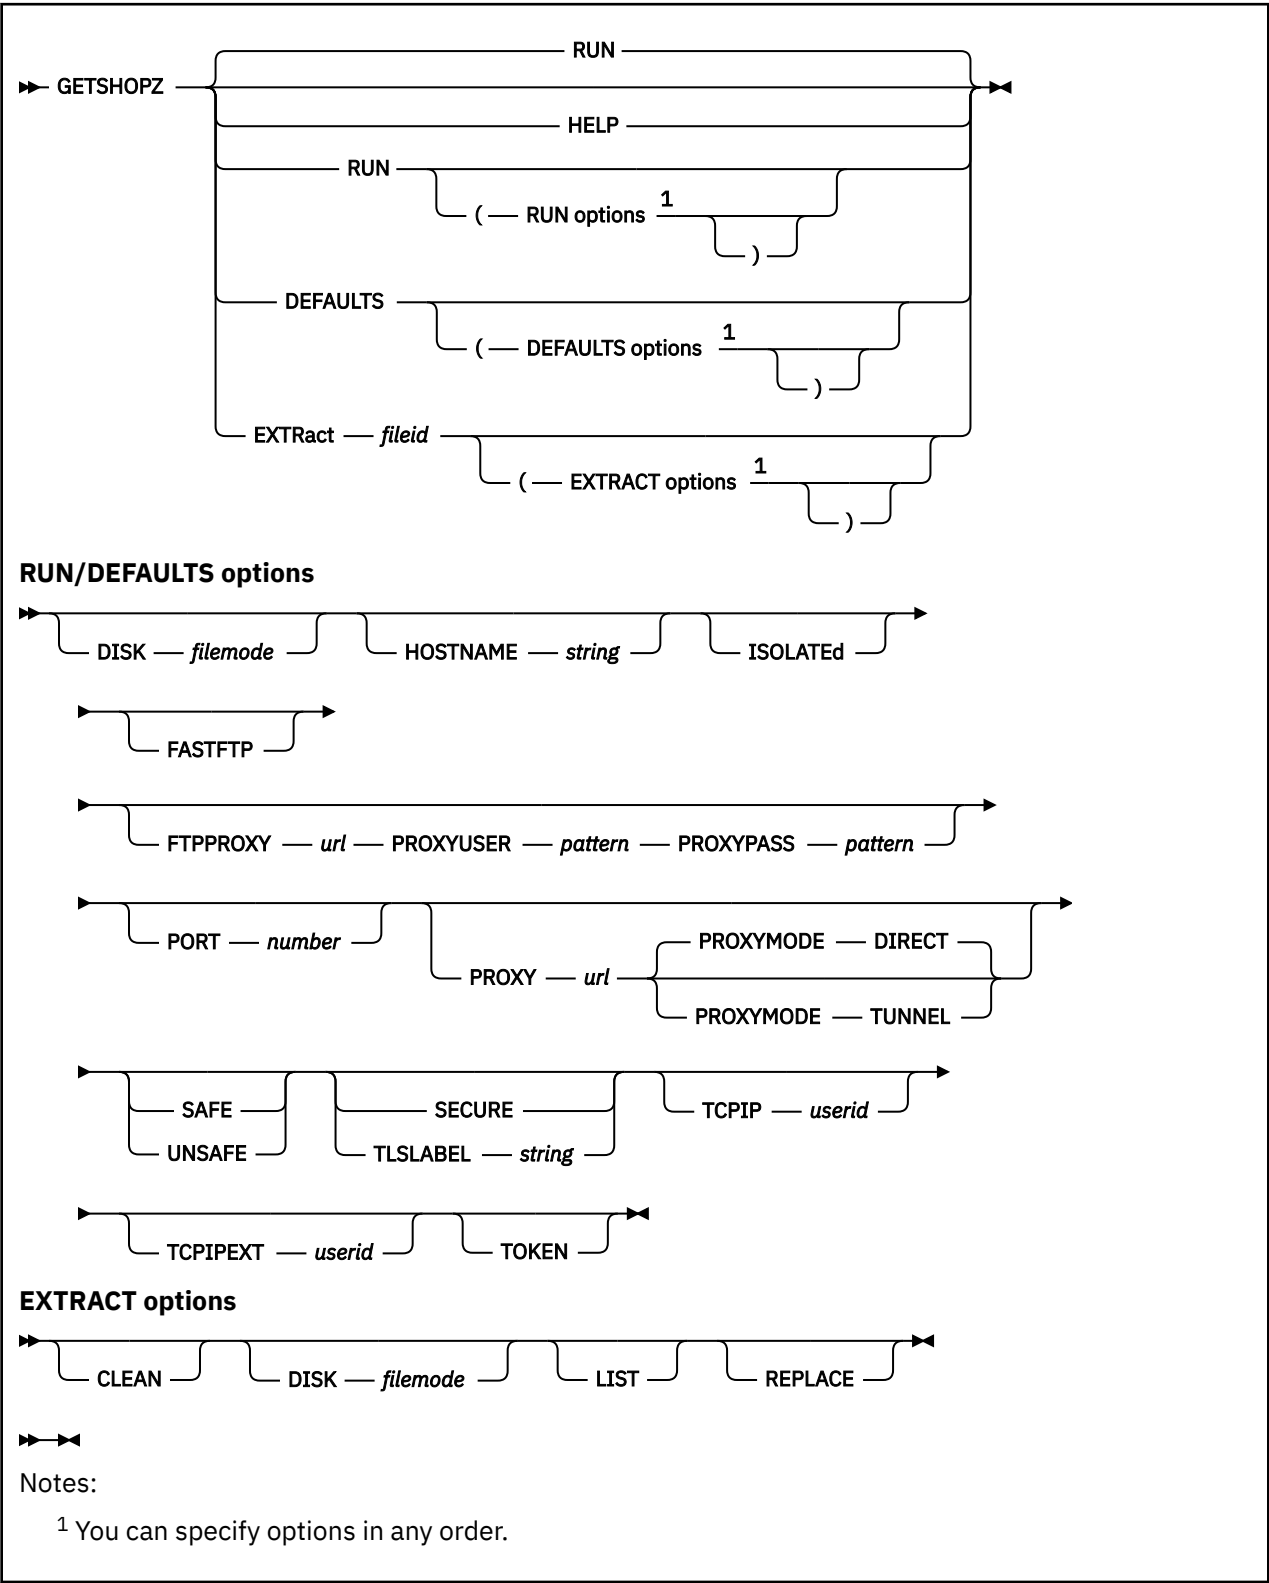 RUN
GETSHOPZ
HELP
RUN
( RUN options 1
)
DEFAULTS
( DEFAULTS options 1
)
EXTRact fileid
( EXTRACT options 1
)
RUN/DEFAULTS options
DISK filemode HOSTNAME string ISOLATEd
FASTFTP
FTPPROXY url PROXYUSER pattern PROXYPASS pattern
PORT number PROXYMODE DIRECT
PROXY url
PROXYMODE TUNNEL
SAFE SECURE TCPIP userid
UNSAFE TLSLABEL string
TCPIPEXT userid TOKEN
EXTRACT options
CLEAN DISK filemode LIST REPLACE
Notes:
1 You can specify options in any order.